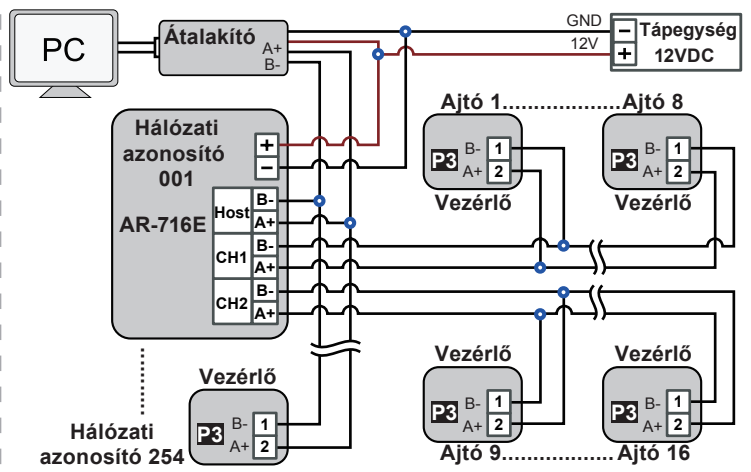 PC
Átalakító
A+
B-
GND
12V
− Tápegység
+ 12VDC
Hálózati
azonosító
001
AR-716E
+
−
Host B-
A+
CH1 B-
A+
CH2 B-
A+
Ajtó 1.....................Ajtó 8
P3 B- 1
A+ 2
Vezérlő
P3 B- 1
A+ 2
Vezérlő
Vezérlő
P3 B- 1
A+ 2
Vezérlő
P3 B- 1
A+ 2
Ajtó 9.....................Ajtó 16
Vezérlő
P3 B- 1
A+ 2
Hálózati
azonosító 254